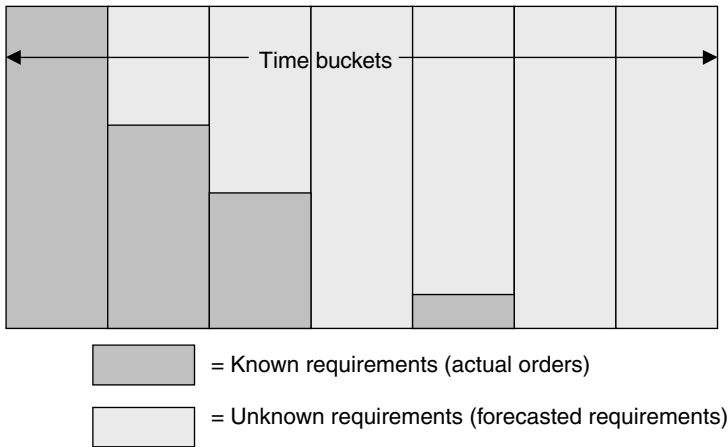 Time buckets
= Known requirements (actual orders)
= Unknown requirements (forecasted requirements)